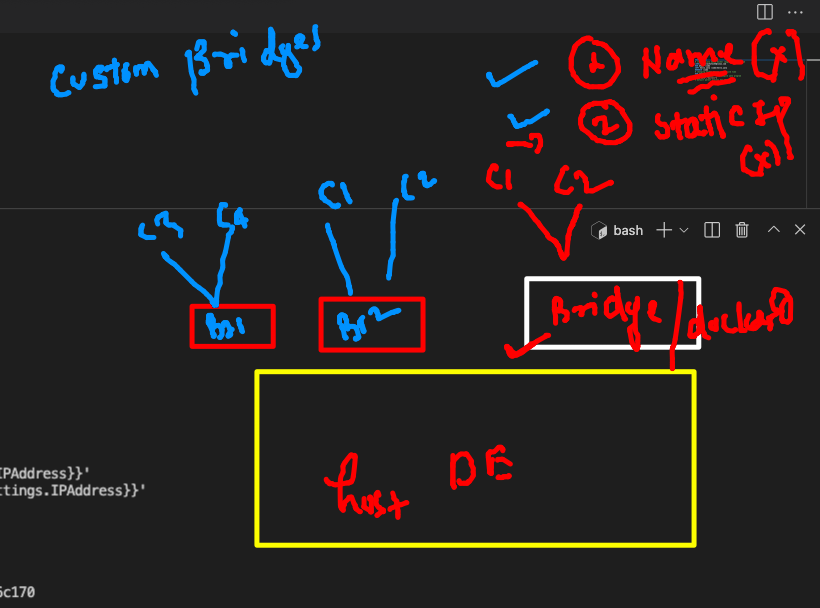 Custom Bridges
① Name (x)
② static Ip
(x)
C1 C2
C1 C2
C3 C4
bash
Br1
Br2
Bridge
docker0
host DE
IPAddress}}'
ttings.IPAddress}}'
6c170